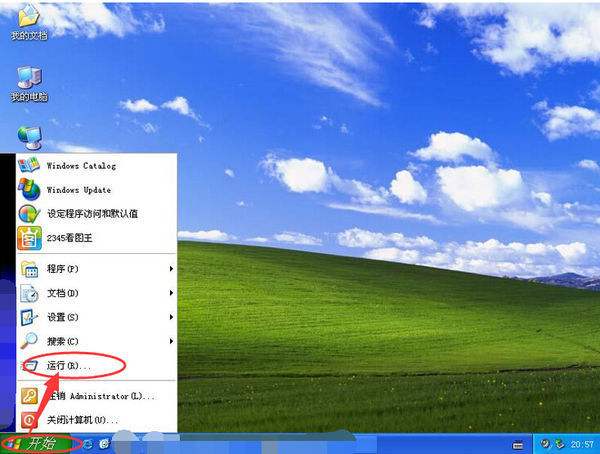 我的文档
我的电脑
Windows Catalog
Windows Update
设定程序访问和默认值
2345看图王
程序(P)
文档(D)
设置(S)
搜索(C)
运行(R)...
注销 Administrator(L)...
关闭计算机(U)...
开始
20:57